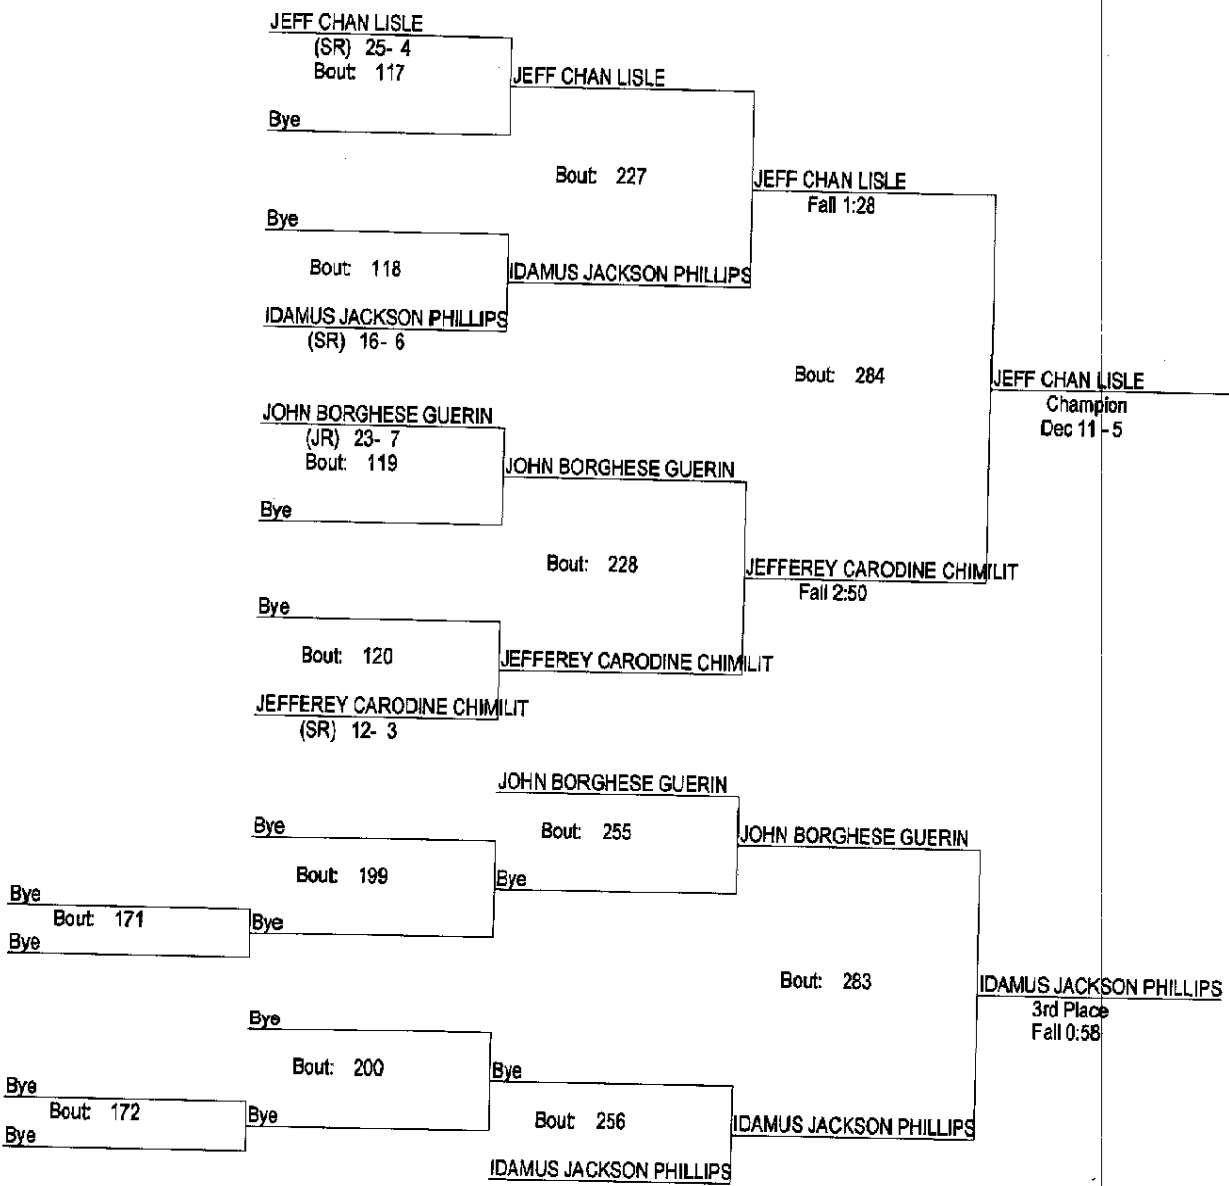 JEFF CHAN LISLE
(SR) 25- 4
Bout: 117
JEFF CHAN LISLE
Bye
Bout: 227
JEFF CHAN LISLE
Fall 1:28
Bye
Bout: 118
IDAMUS JACKSON PHILLIPS
IDAMUS JACKSON PHILLIPS
(SR) 16- 6
Bout: 284
JEFF CHAN LISLE
Champion
Dec 11 - 5
JOHN BORGHESE GUERIN
(JR) 23- 7
Bout: 119
JOHN BORGHESE GUERIN
Bye
Bout: 228
JEFFEREY CARODINE CHIMILIT
Fall 2:50
Bye
Bout: 120
JEFFEREY CARODINE CHIMILIT
JEFFEREY CARODINE CHIMILIT
(SR) 12- 3
JOHN BORGHESE GUERIN
Bye
Bout: 255
JOHN BORGHESE GUERIN
Bout: 199
Bye
Bye
Bout: 171
Bye
Bye
Bout: 283
IDAMUS JACKSON PHILLIPS
3rd Place
Fall 0:58
Bye
Bout: 200
Bye
Bye
Bout: 172
Bye
Bye
Bout: 256
IDAMUS JACKSON PHILLIPS
IDAMUS JACKSON PHILLIPS